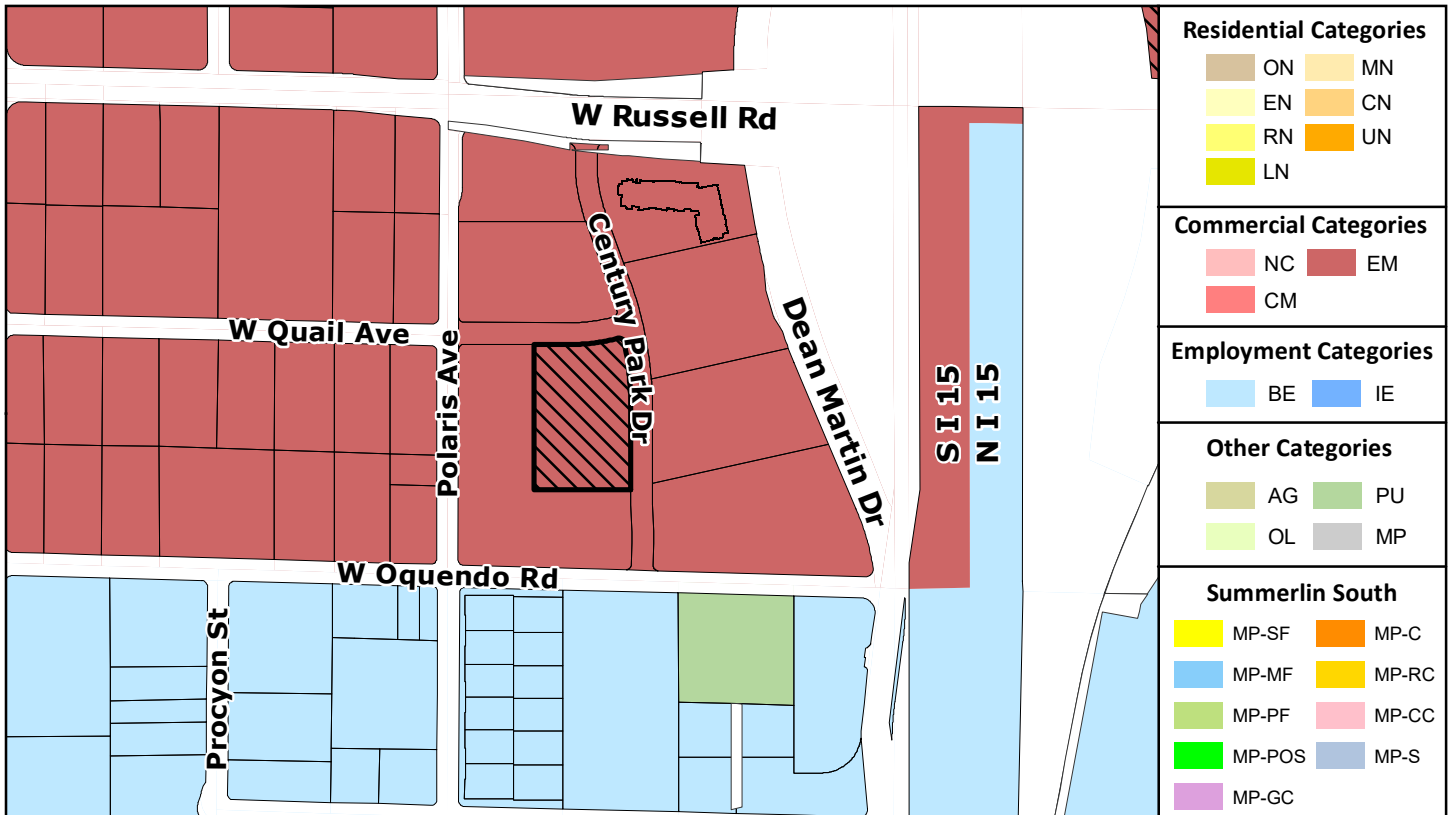 W Russell Rd
Century Park Dr
W Quail Ave
Polaris Ave
Dean Martin Dr
S I 15
N I 15
W Oquendo Rd
Procyon St
Residential Categories
ON MN
EN CN
RN UN
LN
Commercial Categories
NC EM
CM
Employment Categories
BE IE
Other Categories
AG PU
OL MP
Summerlin South
MP-SF MP-C
MP-MF MP-RC
MP-PF MP-CC
MP-POS MP-S
MP-GC